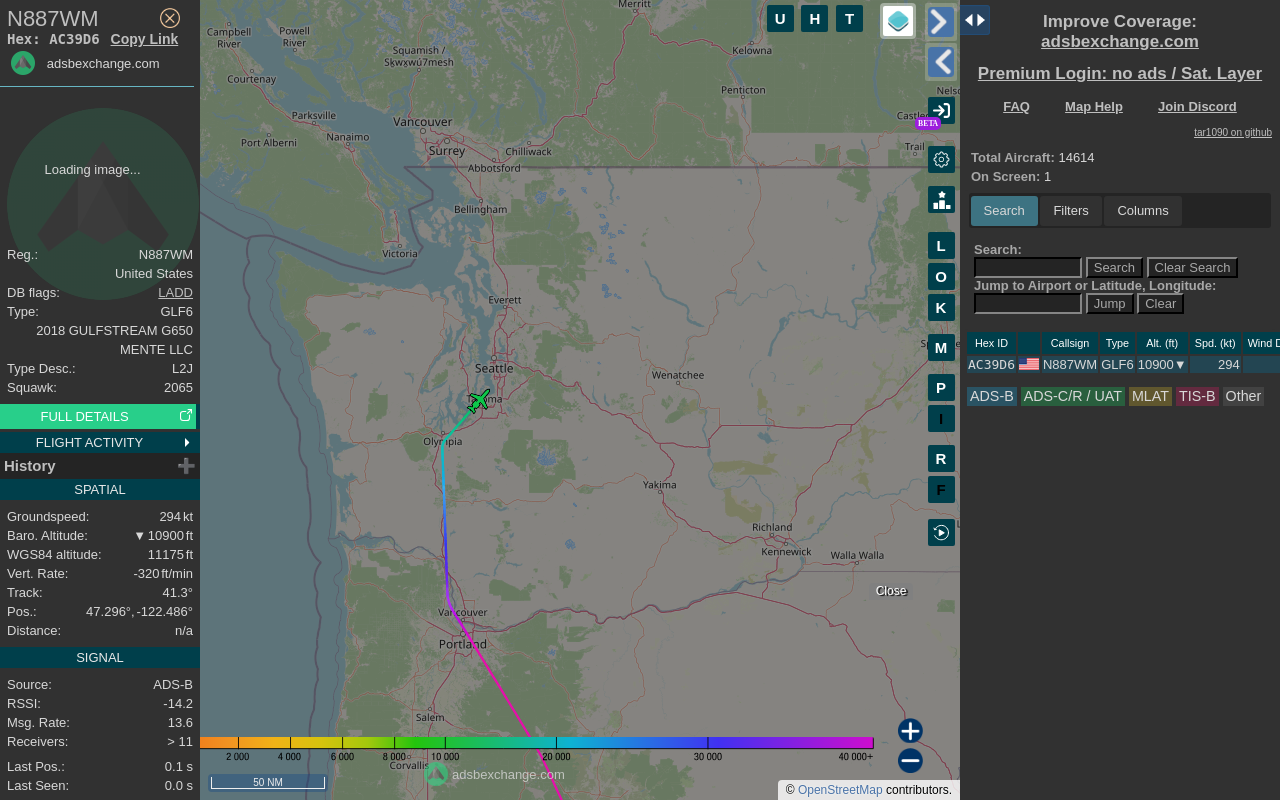 N887WM
Hex: AC39D6 Copy Link
adsbexchange.com
Loading image...
Reg.: N887WM
United States
DB flags: LADD
Type: GLF6
2018 GULFSTREAM G650
MENTE LLC
Type Desc.: L2J
Squawk: 2065
FULL DETAILS
FLIGHT ACTIVITY
History
SPATIAL
Groundspeed: 294 kt
Baro. Altitude: ▼ 10900 ft
WGS84 altitude: 11175 ft
Vert. Rate: -320 ft/min
Track: 41.3°
Pos.: 47.296°, -122.486°
Distance: n/a
SIGNAL
Source: ADS-B
RSSI: -14.2
Msg. Rate: 13.6
Receivers: > 11
Last Pos.: 0.1 s
Last Seen: 0.0 s
Merritt
Campbell
River
Powell
River
Squamish /
Sḵwx̱wú7mesh
Kelowna
Courtenay
Penticton
Parksville
Vancouver
Nanaimo
Port Alberni
Surrey
Chilliwack
Abbotsford
Trail
Bellingham
Victoria
Everett
Seattle
Wenatchee
Olympia
Yakima
Richland
Kennewick
Walla Walla
Vancouver
Portland
Salem
Corvallis
U H T
BETA
L
O
K
M
P
I
R
F
Close
2 000 4 000 6 000 8 000 10 000 20 000 30 000 40 000+
adsbexchange.com
50 NM
© OpenStreetMap contributors.
Improve Coverage:
adsbexchange.com
Premium Login: no ads / Sat. Layer
FAQ Map Help Join Discord
tar1090 on github
Total Aircraft: 14614
On Screen: 1
Search Filters Columns
Search:
Search Clear Search
Jump to Airport or Latitude, Longitude:
Jump Clear
Hex ID Callsign Type Alt. (ft) Spd. (kt) Wind D
AC39D6 N887WM GLF6 10900▼ 294
ADS-B ADS-C/R / UAT MLAT TIS-B Other